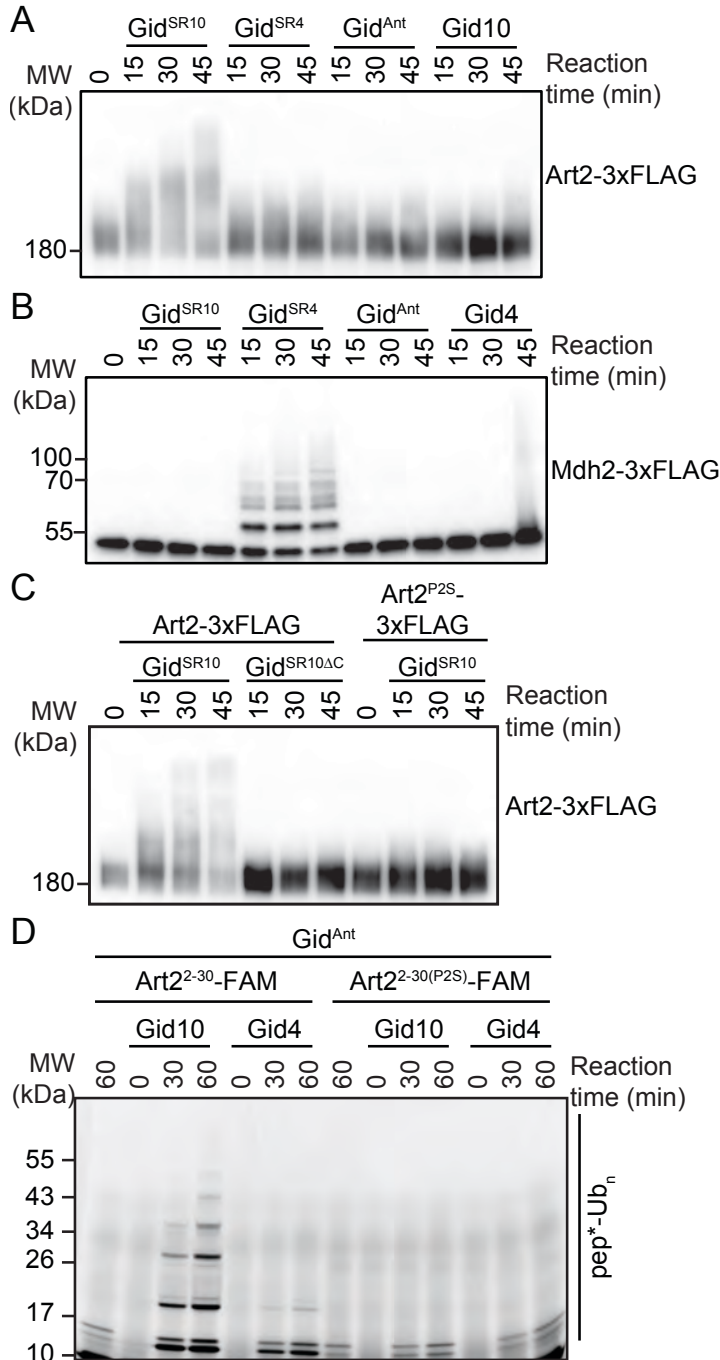 A
Gid^SR10 Gid^SR4 Gid^Ant Gid10
MW (kDa) 0 15 30 45 15 30 45 15 30 45 15 30 45 Reaction time (min)
Art2-3xFLAG
180
B
Gid^SR10 Gid^SR4 Gid^Ant Gid4
MW (kDa) 0 15 30 45 15 30 45 15 30 45 15 30 45 Reaction time (min)
100
70
Mdh2-3xFLAG
55
C
Art2-3xFLAG Art2^P2S-3xFLAG
Gid^SR10 Gid^SR10ΔC Gid^SR10
MW (kDa) 0 15 30 45 15 30 45 0 15 30 45 Reaction time (min)
Art2-3xFLAG
180
D
Gid^Ant
Art2^2-30-FAM Art2^2-30(P2S)-FAM
Gid10 Gid4 Gid10 Gid4
MW (kDa) 60 0 30 60 0 30 60 60 0 30 60 0 30 60 Reaction time (min)
55
43
34
26
17
10
pep*-Ub_n